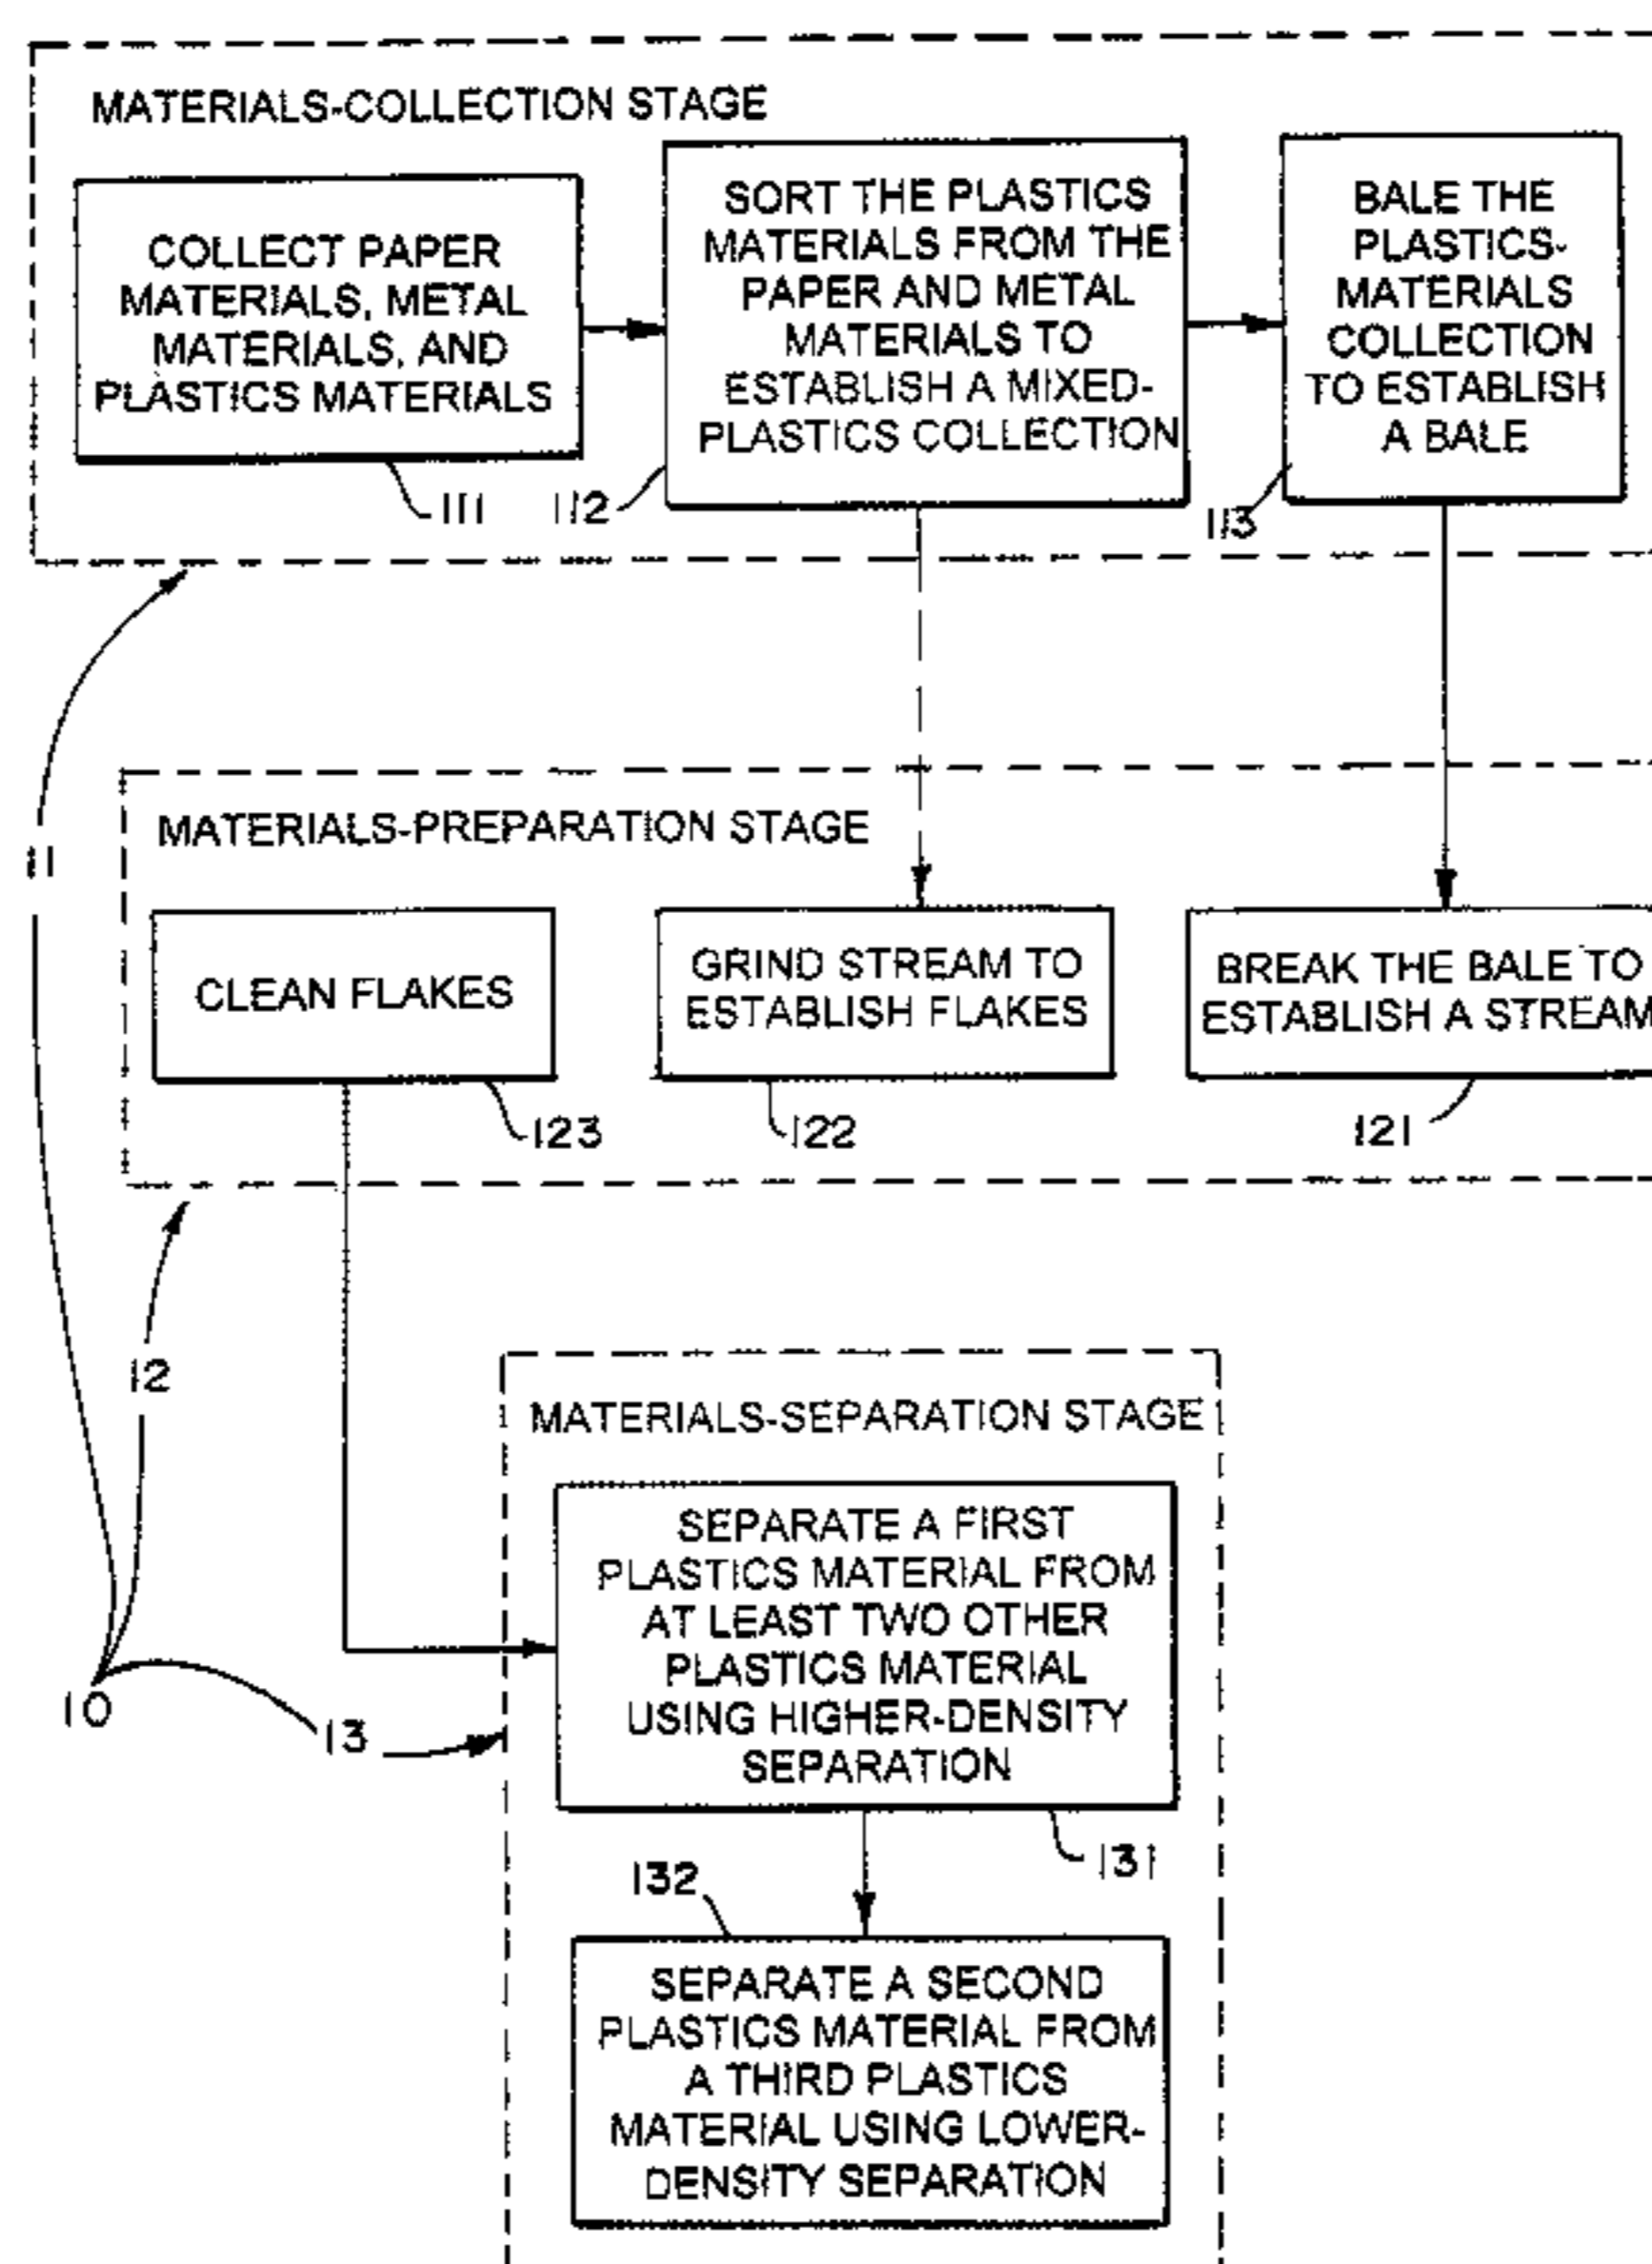 MATERIALS-COLLECTION STAGE
COLLECT PAPER
MATERIALS, METAL
MATERIALS, AND
PLASTICS MATERIALS
111
SORT THE PLASTICS
MATERIALS FROM THE
PAPER AND METAL
MATERIALS TO
ESTABLISH A MIXED-
PLASTICS COLLECTION
112
BALE THE
PLASTICS-
MATERIALS
COLLECTION
TO ESTABLISH
A BALE
113
11
MATERIALS-PREPARATION STAGE
CLEAN FLAKES
123
GRIND STREAM TO
ESTABLISH FLAKES
122
BREAK THE BALE TO
ESTABLISH A STREAM
121
12
10
13
MATERIALS-SEPARATION STAGE
SEPARATE A FIRST
PLASTICS MATERIAL FROM
AT LEAST TWO OTHER
PLASTICS MATERIAL
USING HIGHER-DENSITY
SEPARATION
131
132
SEPARATE A SECOND
PLASTICS MATERIAL FROM
A THIRD PLASTICS
MATERIAL USING LOWER-
DENSITY SEPARATION